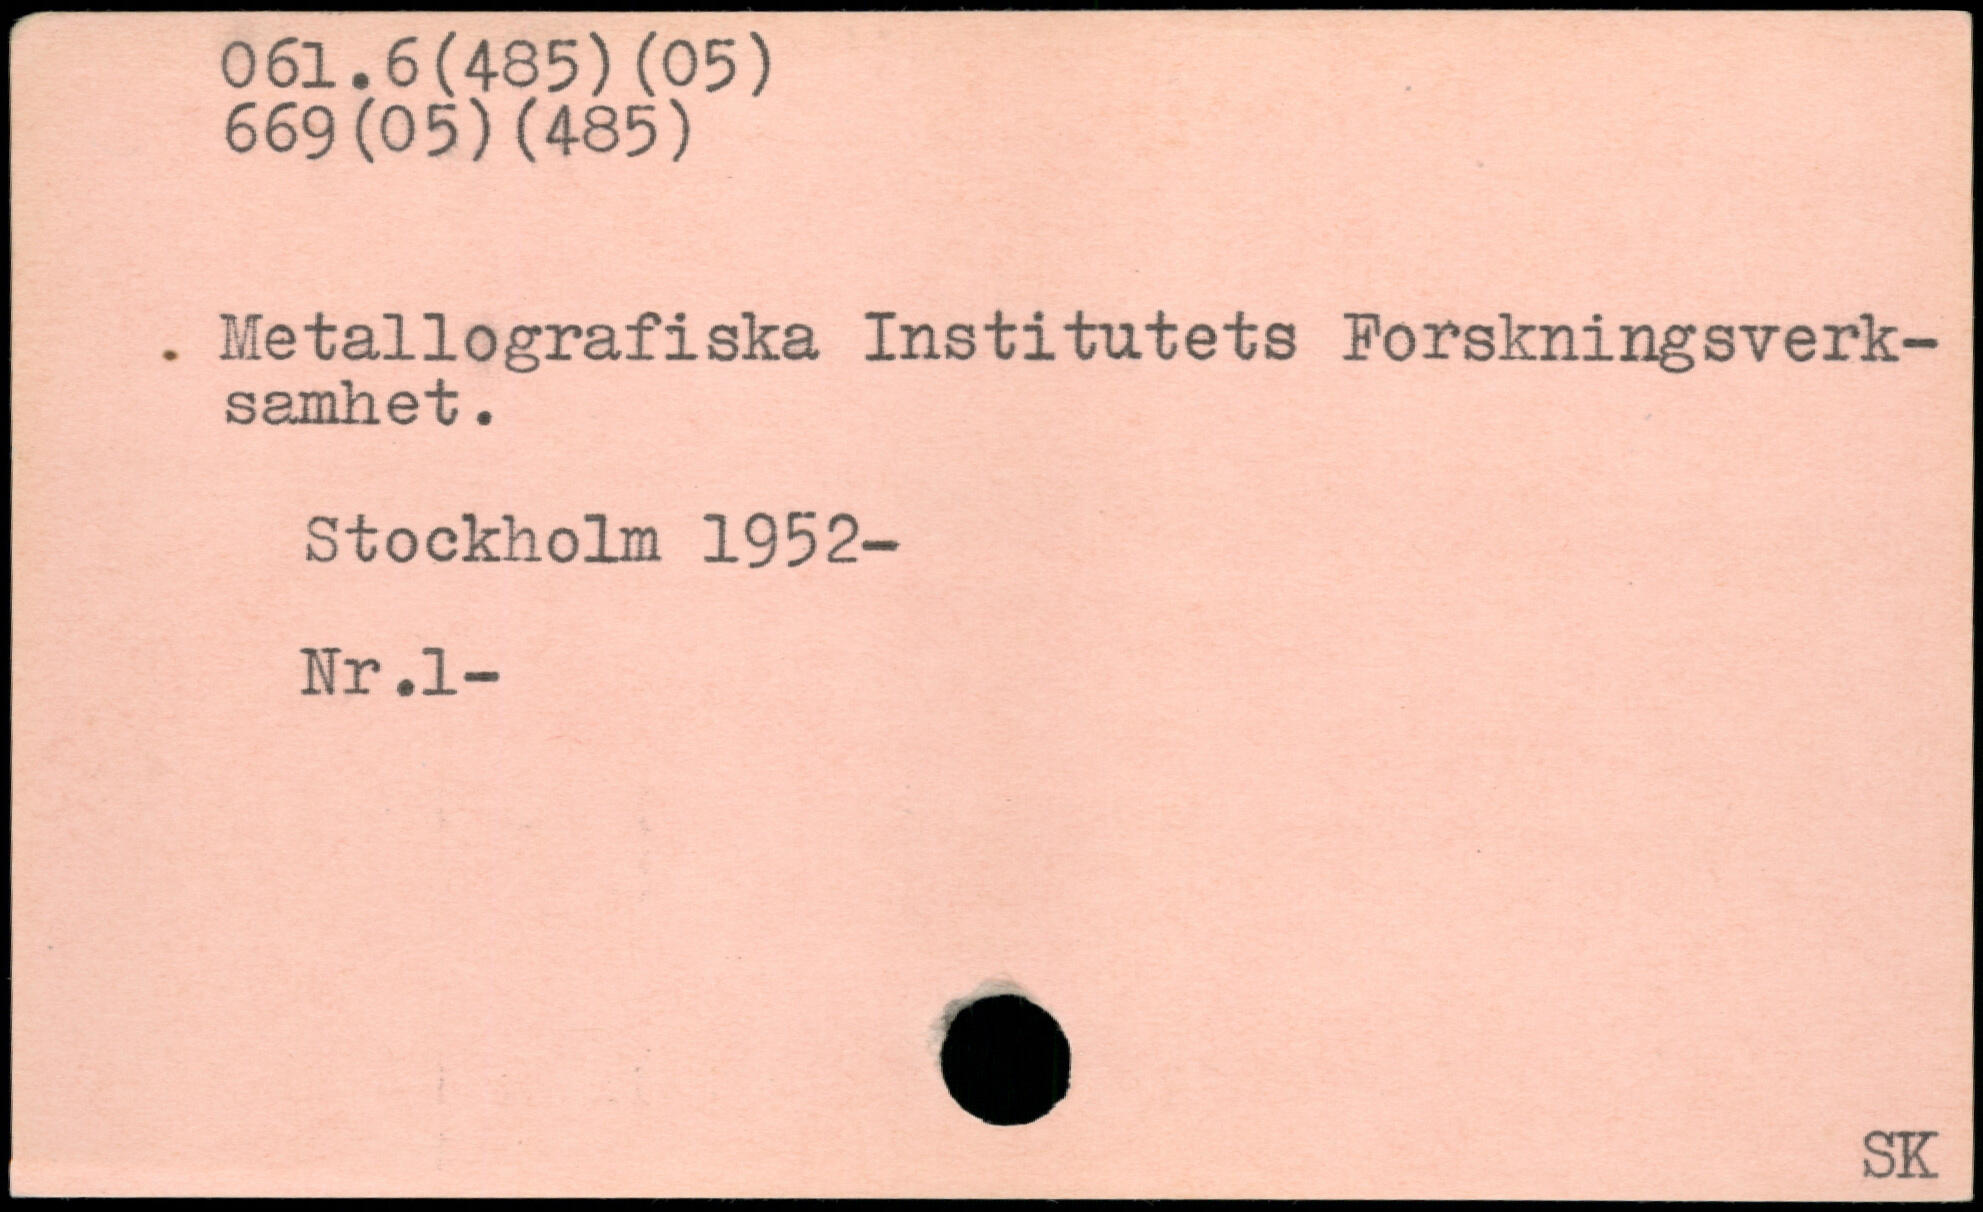 061.6(485)(05)
669(05)(485)
Metallografiska Institutets Forskningsverk-
samhet.
Stockholm 1952-
Nr.1-
SK